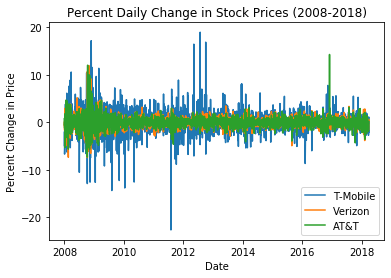 Percent Daily Change in Stock Prices (2008-2018)
Percent Change in Price
20
10
0
−10
−20
2008
2010
2012
2014
2016
2018
Date
T-Mobile
Verizon
AT&T